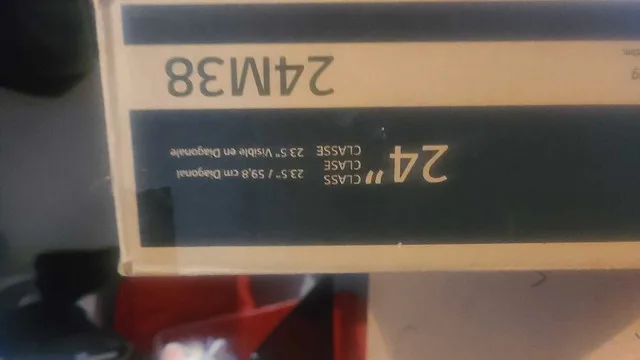 24" CLASS 23.5" / 59,8 cm Diagonal
CLASE
CLASSE 23.5" Visible en Diagonale
24M38